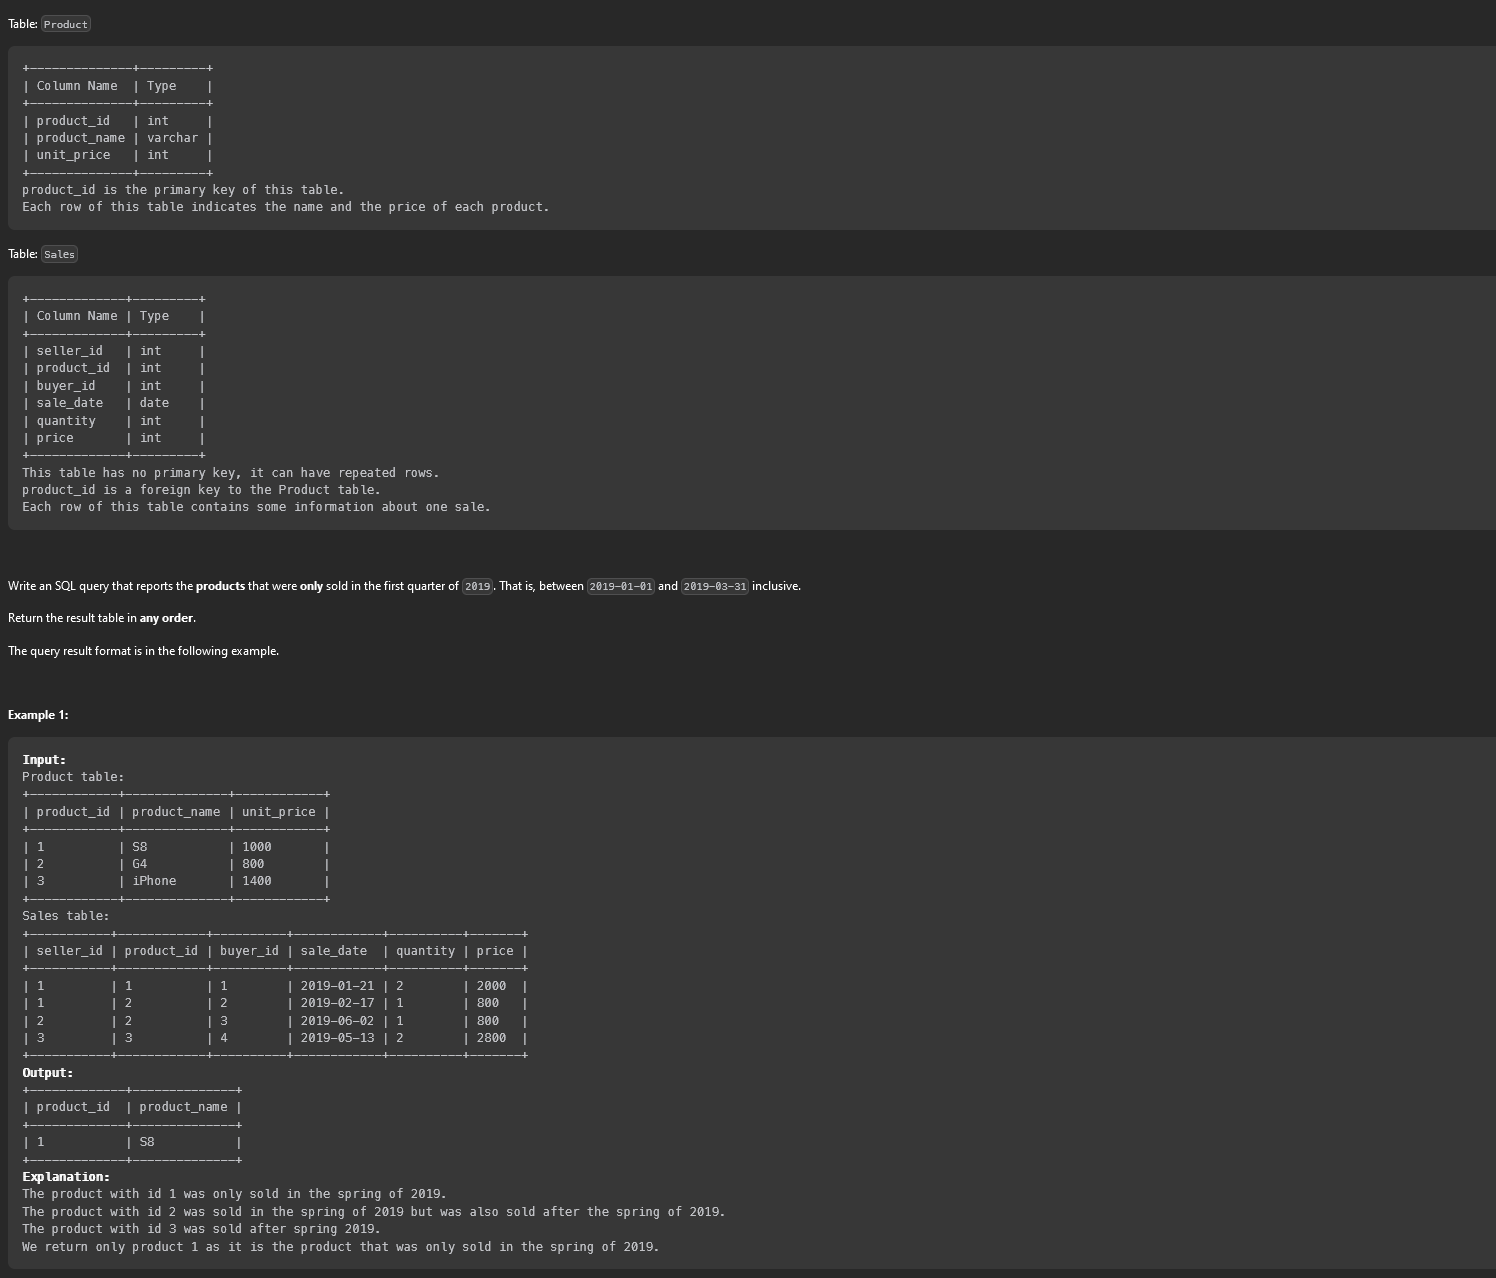 Table: Product
+--------------+---------+
| Column Name  | Type    |
+--------------+---------+
| product_id   | int     |
| product_name | varchar |
| unit_price   | int     |
+--------------+---------+
product_id is the primary key of this table.
Each row of this table indicates the name and the price of each product.
Table: Sales
+-------------+---------+
| Column Name | Type    |
+-------------+---------+
| seller_id   | int     |
| product_id  | int     |
| buyer_id    | int     |
| sale_date   | date    |
| quantity    | int     |
| price       | int     |
+-------------+---------+
This table has no primary key, it can have repeated rows.
product_id is a foreign key to the Product table.
Each row of this table contains some information about one sale.
Write an SQL query that reports the products that were only sold in the first quarter of 2019. That is, between 2019-01-01 and 2019-03-31 inclusive.
Return the result table in any order.
The query result format is in the following example.
Example 1:
Input:
Product table:
+------------+--------------+------------+
| product_id | product_name | unit_price |
+------------+--------------+------------+
| 1          | S8           | 1000       |
| 2          | G4           | 800        |
| 3          | iPhone       | 1400       |
+------------+--------------+------------+
Sales table:
+-----------+------------+----------+------------+----------+-------+
| seller_id | product_id | buyer_id | sale_date  | quantity | price |
+-----------+------------+----------+------------+----------+-------+
| 1         | 1          | 1        | 2019-01-21 | 2        | 2000  |
| 1         | 2          | 2        | 2019-02-17 | 1        | 800   |
| 2         | 2          | 3        | 2019-06-02 | 1        | 800   |
| 3         | 3          | 4        | 2019-05-13 | 2        | 2800  |
+-----------+------------+----------+------------+----------+-------+
Output:
+-------------+--------------+
| product_id  | product_name |
+-------------+--------------+
| 1           | S8           |
+-------------+--------------+
Explanation:
The product with id 1 was only sold in the spring of 2019.
The product with id 2 was sold in the spring of 2019 but was also sold after the spring of 2019.
The product with id 3 was sold after spring 2019.
We return only product 1 as it is the product that was only sold in the spring of 2019.